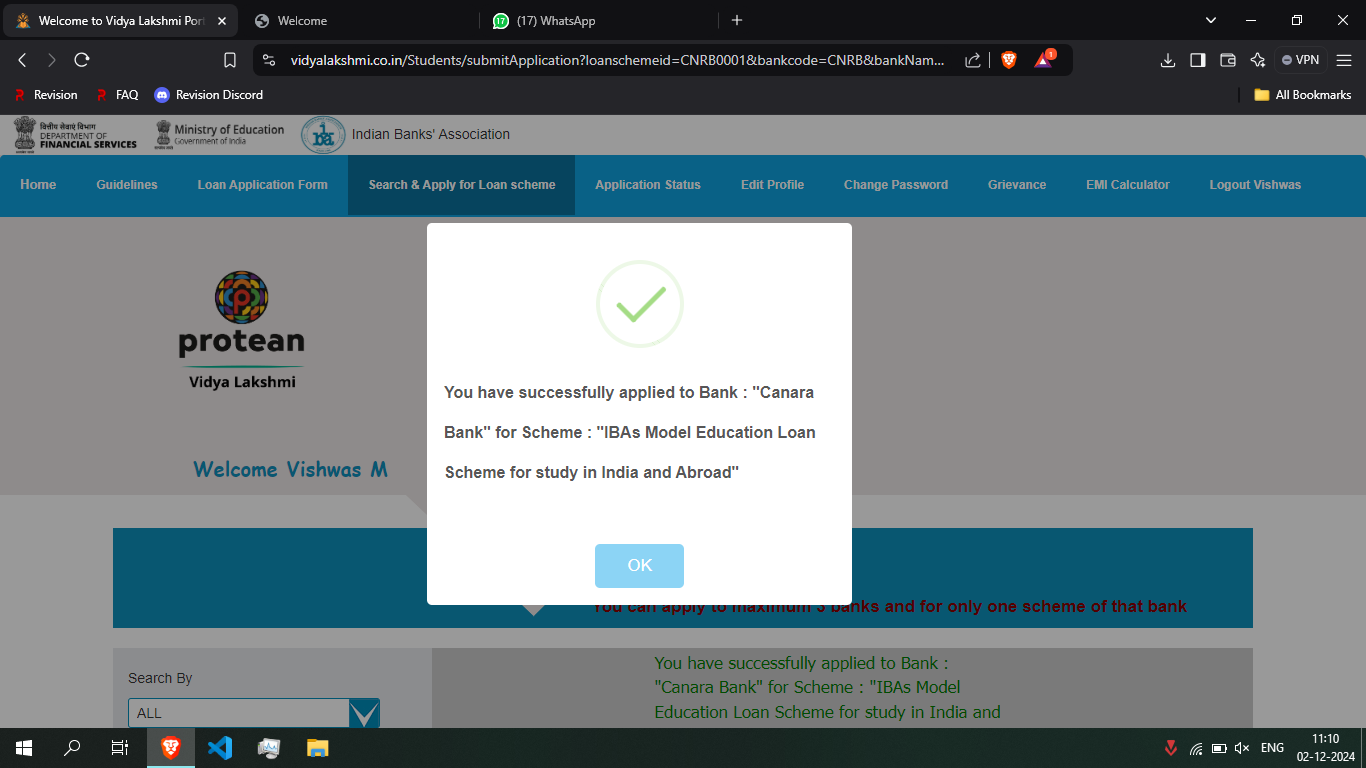 Welcome to Vidya Lakshmi Port
Welcome
(17) WhatsApp
vidyalakshmi.co.in/Students/submitApplication?loanschemeid=CNRB0001&bankcode=CNRB&bankNam...
1
VPN
Revision
FAQ
Revision Discord
All Bookmarks
वित्तीय सेवाएं विभाग
DEPARTMENT OF
FINANCIAL SERVICES
Ministry of Education
Government of India
iba
Indian Banks' Association
Home
Guidelines
Loan Application Form
Search & Apply for Loan scheme
Application Status
Edit Profile
Change Password
Grievance
EMI Calculator
Logout Vishwas
protean
Vidya Lakshmi
Welcome Vishwas M
You have successfully applied to Bank : "Canara
Bank" for Scheme : "IBAs Model Education Loan
Scheme for study in India and Abroad"
OK
You can apply to maximum 3 banks and for only one scheme of that bank
Search By
ALL
You have successfully applied to Bank :
"Canara Bank" for Scheme : "IBAs Model
Education Loan Scheme for study in India and
ENG
11:10
02-12-2024